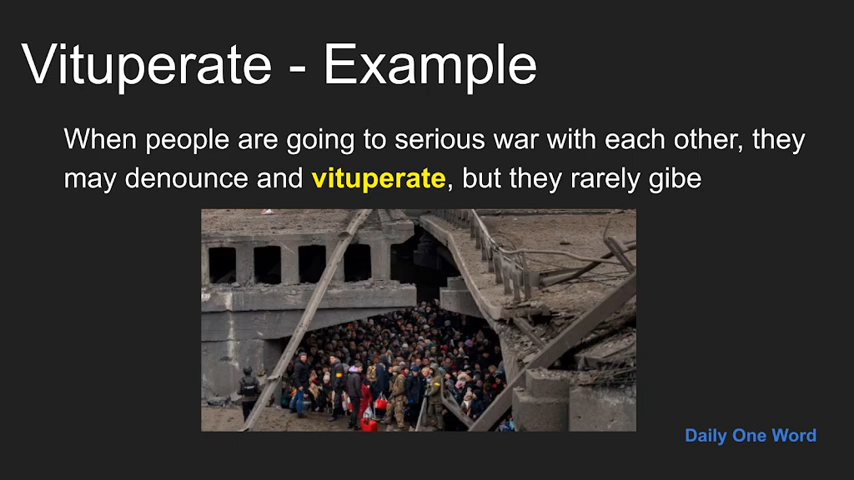 Vituperate - Example
When people are going to serious war with each other, they
may denounce and vituperate, but they rarely gibe
Daily One Word